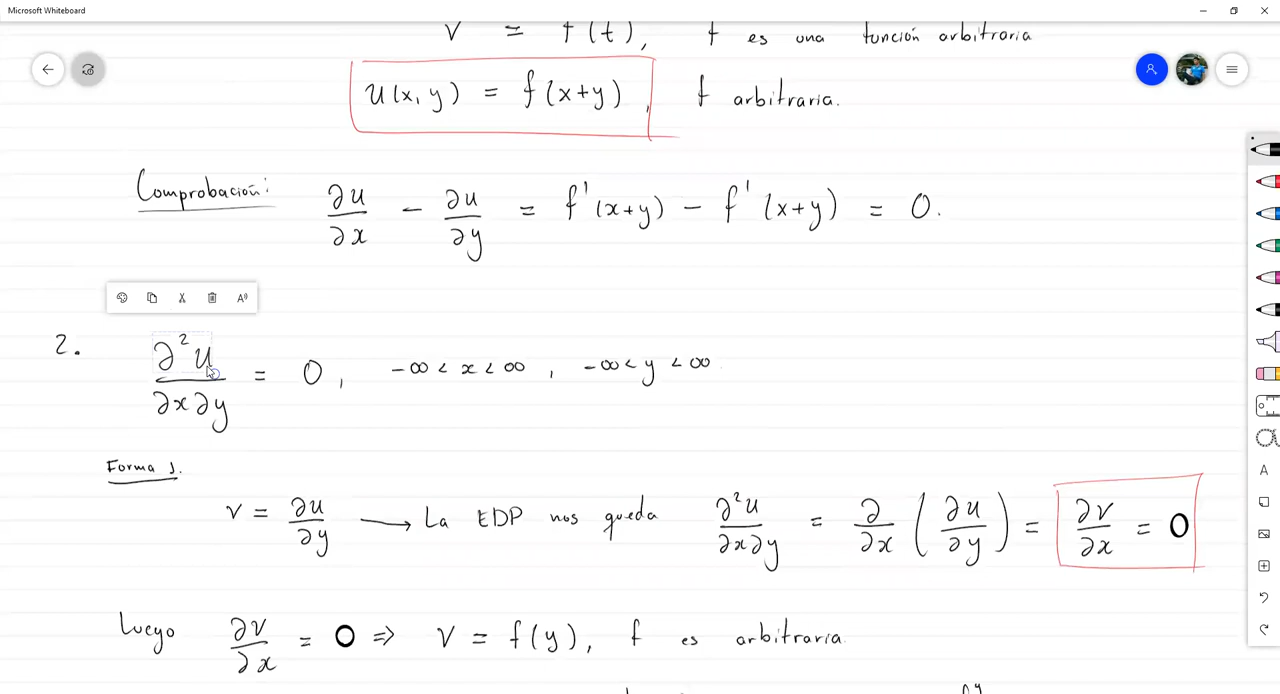 Microsoft Whiteboard
v = f(t), f es una función arbitraria
u(x, y) = f(x+y), f arbitraria.
Comprobación: ∂u/∂x − ∂u/∂y = f'(x+y) − f'(x+y) = 0.
2. ∂²u/∂x∂y = 0, −∞ < x < ∞, −∞ < y < ∞
Forma 1.
v = ∂u/∂y → La EDP nos queda ∂²u/∂x∂y = ∂/∂x (∂u/∂y) = ∂v/∂x = 0
Luego ∂v/∂x = 0 ⇒ v = f(y), f es arbitraria.